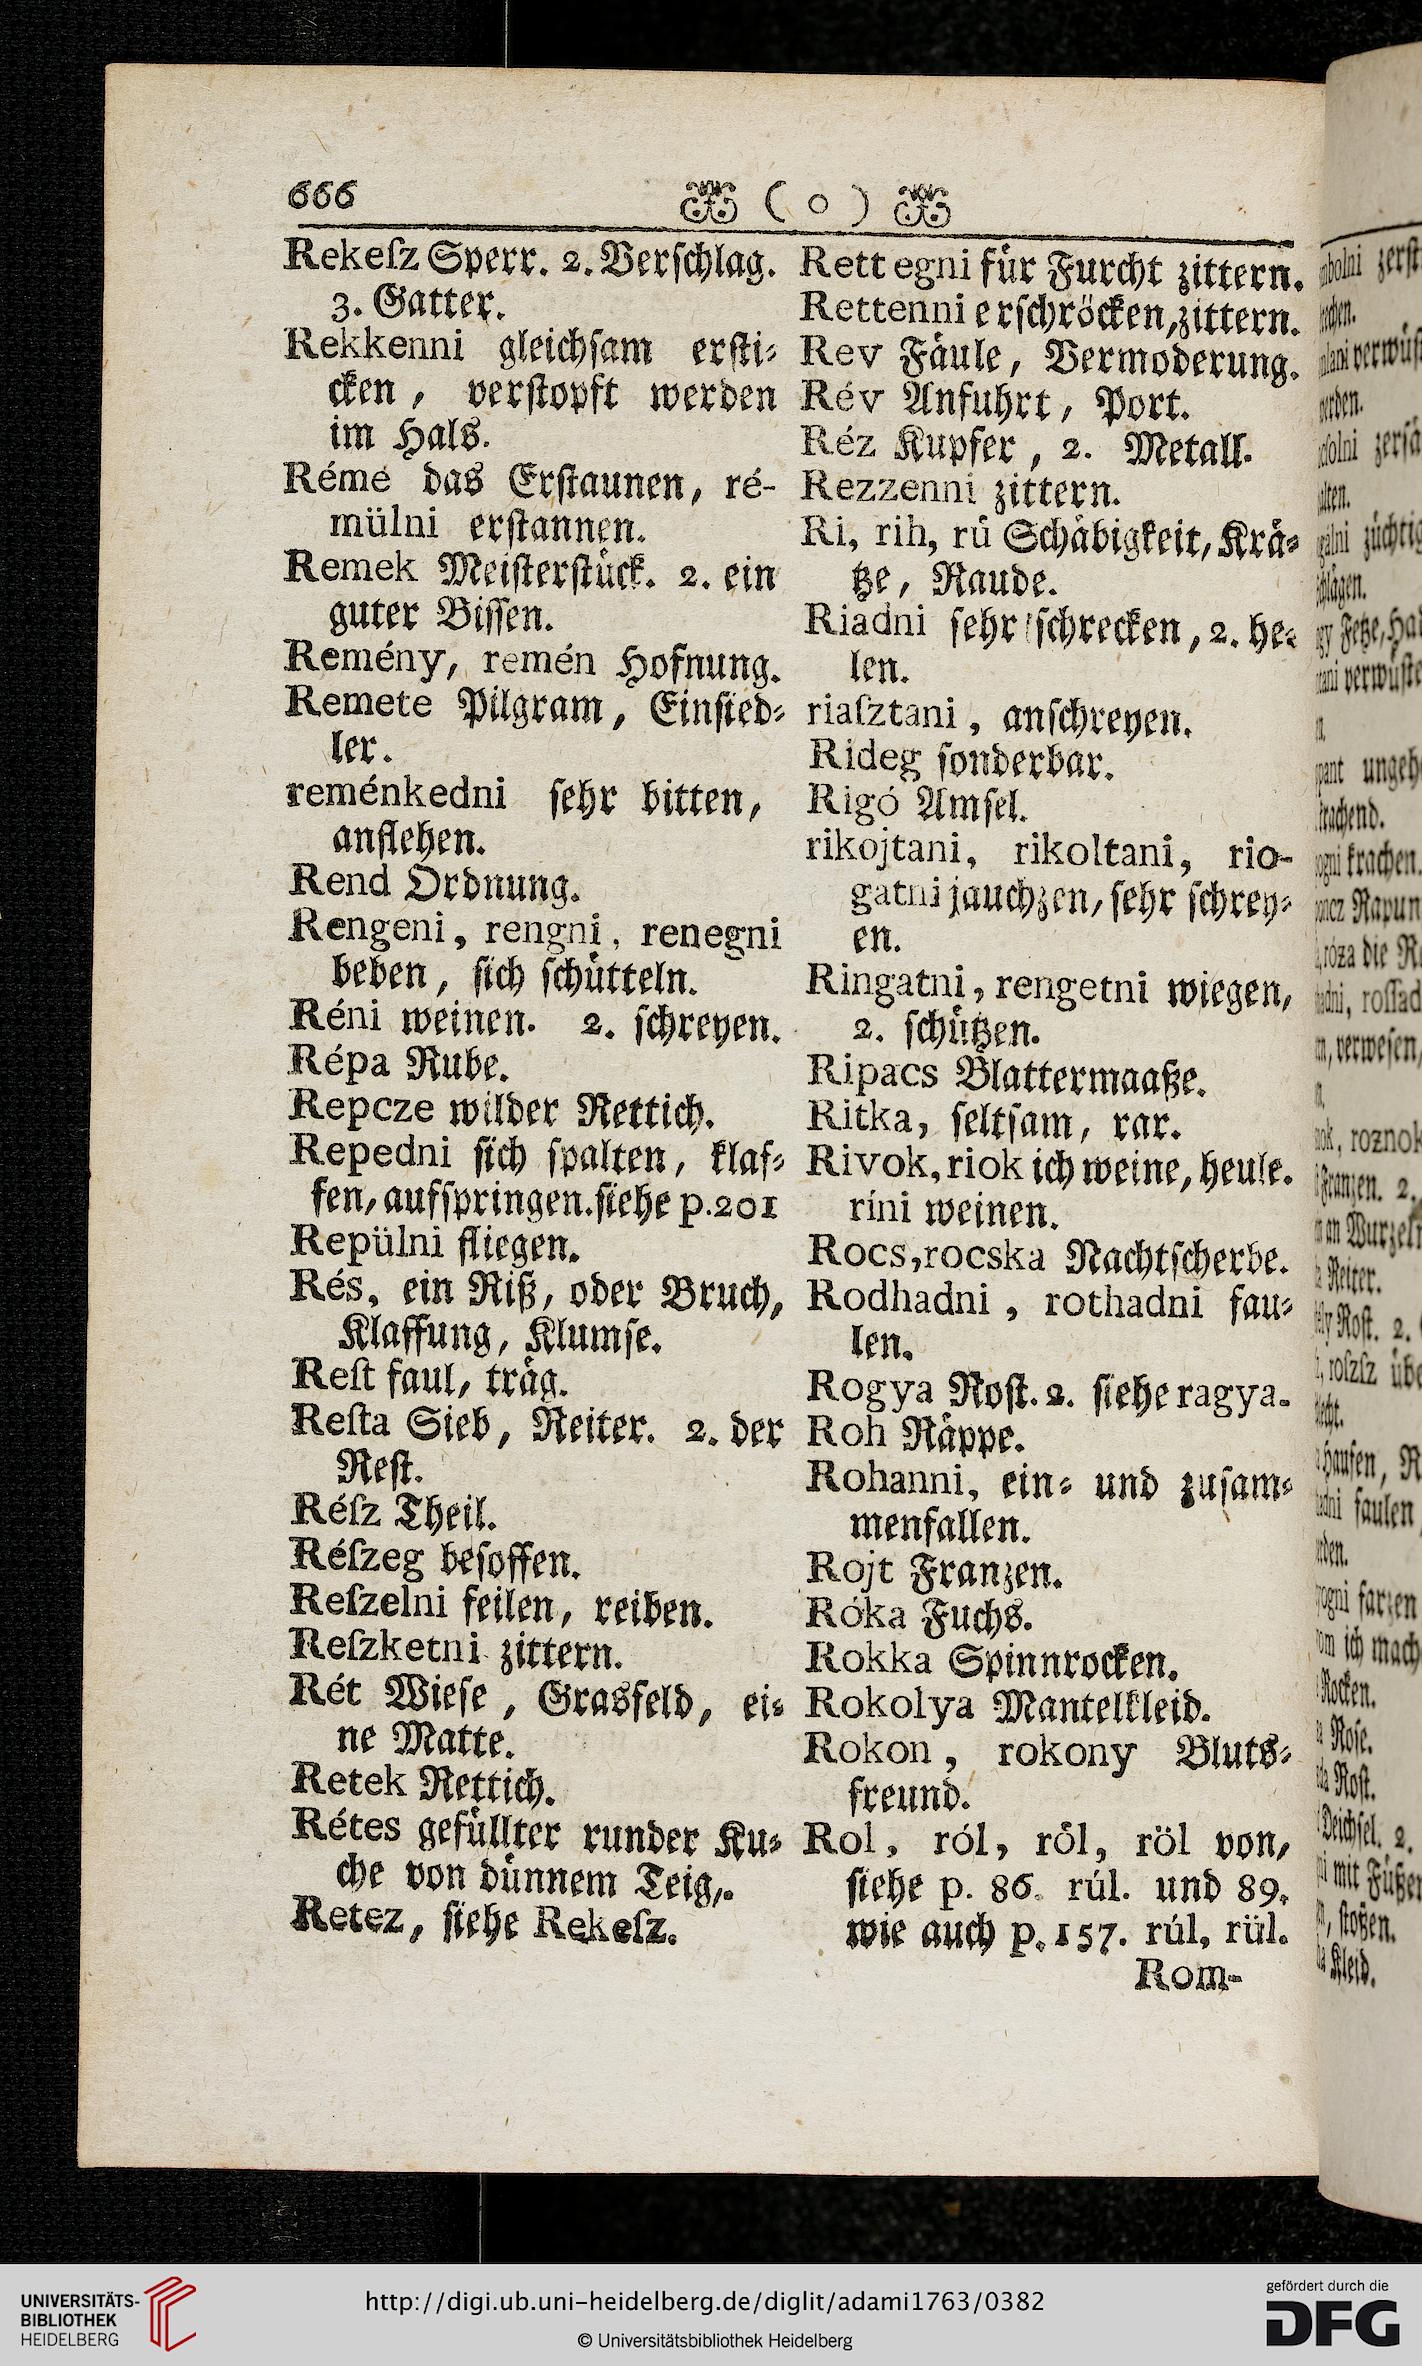 666 ( o )
Rekeſz Sperr. 2. Verſchlag.
3. Gatter.
Rekkenni gleichſam erſti-
cken, verſtopft werden
im Hals.
Réme das Erſtaunen, ré-
mülni erſtannen.
Remek Meiſterſtück. 2. ein
guter Biſſen.
Remény, remén Hofnung.
Remete Pilgram, Einſied-
ler.
reménkedni ſehr bitten,
anflehen.
Rend Ordnung.
Rengeni, rengni, renegni
beben, ſich ſchütteln.
Réni weinen. 2. ſchreyen.
Répa Rube.
Repcze wilder Rettich.
Repedni ſich ſpalten, klaf-
fen, aufſpringen. ſiehe p. 201
Repülni fliegen.
Rés, ein Riß, oder Bruch,
Klaffung, Klumſe.
Reſt faul, träg.
Reſta Sieb, Reiter. 2. der
Reſt.
Réſz Theil.
Réſzeg beſoffen.
Reſzelni feilen, reiben.
Reſzketni zittern.
Rét Wieſe, Grasfeld, ei-
ne Matte.
Retek Rettich.
Rétes gefüllter runder Ku-
che von dünnem Teig,.
Retez, ſiehe Rekeſz.
Rettegni für Furcht zittern.
Rettenni erſchröcken, zittern.
Rev Fäule, Vermoderung.
Rév Anfuhrt, Port.
Réz Kupfer, 2. Metall.
Rezzenni zittern.
Ri, rih, rü Schäbigkeit, Krä-
tze, Raude.
Riadni ſehr ſchrecken, 2. he-
len.
riaſztani, anſchreyen.
Rideg ſonderbar.
Rigó Amſel.
rikojtani, rikoltani, rio-
gatni jauchzen, ſehr ſchrey-
en.
Ringatni, rengetni wiegen,
2. ſchützen.
Ripacs Blattermaaße.
Ritka, ſeltſam, rar.
Rivok, riok ich weine, heule.
ríni weinen.
Rocs, rocska Nachtſcherbe.
Rodhadni, rothadni fau-
len.
Rogya Roſt. 2. ſiehe ragya.
Roh Räppe.
Rohanni, ein- und zuſam-
menfallen.
Rojt Franzen.
Róka Fuchs.
Rokka Spinnrocken.
Rokolya Mantelkleid.
Rokon, rokony Bluts-
freund.
Rol, ról, rŏl, röl von,
ſiehe p. 86. rúl. und 89.
wie auch p. 157. rúl, rül.
Rom-
UNIVERSITÄTS-
BIBLIOTHEK
HEIDELBERG
http://digi.ub.uni-heidelberg.de/diglit/adami1763/0382
© Universitätsbibliothek Heidelberg
gefördert durch die
DFG